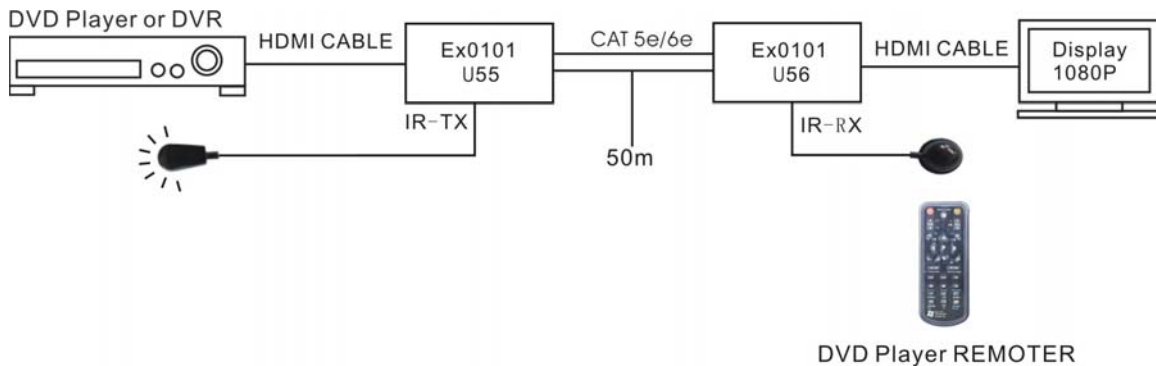 DVD Player or DVR
HDMI CABLE
Ex0101
U55
CAT 5e/6e
Ex0101
U56
HDMI CABLE
Display
1080P
IR-TX
50m
IR-RX
DVD Player REMOTER